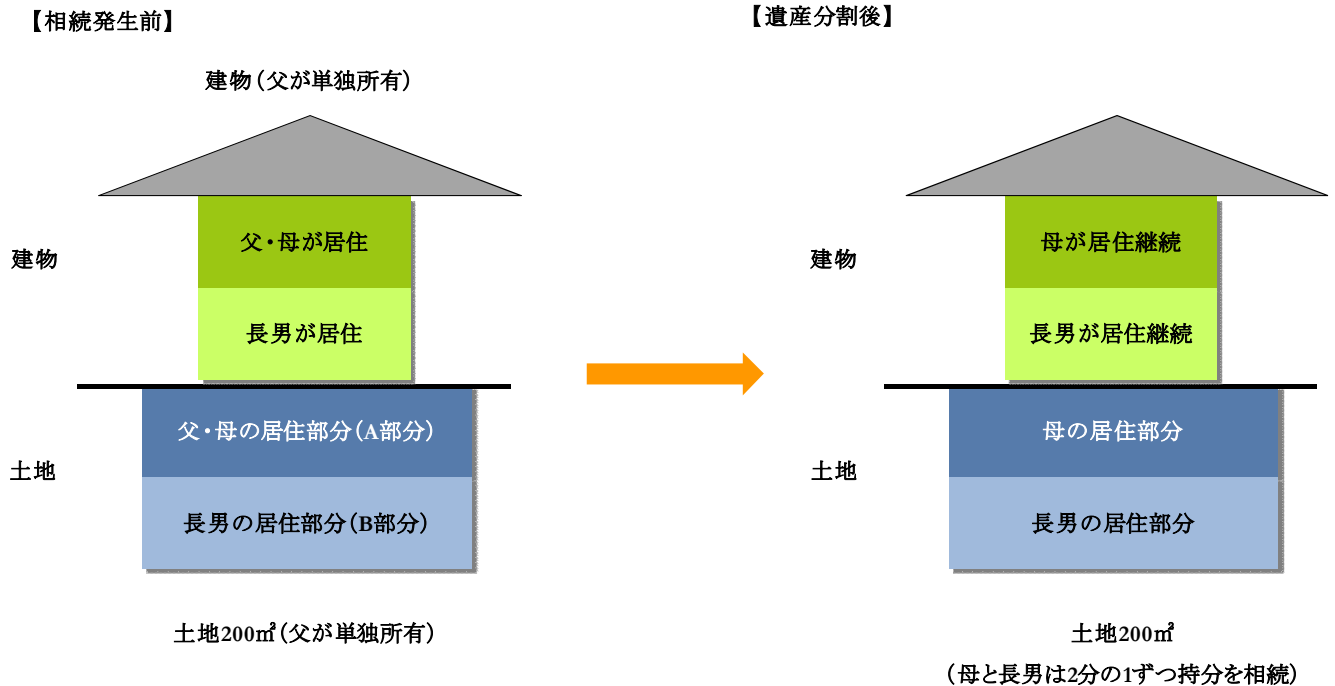 【相続発生前】
建物（父が単独所有）
建物
父・母が居住
長男が居住
土地
父・母の居住部分（A部分）
長男の居住部分（B部分）
土地200㎡（父が単独所有）
【遺産分割後】
建物
母が居住継続
長男が居住継続
土地
母の居住部分
長男の居住部分
土地200㎡
（母と長男は2分の1ずつ持分を相続）